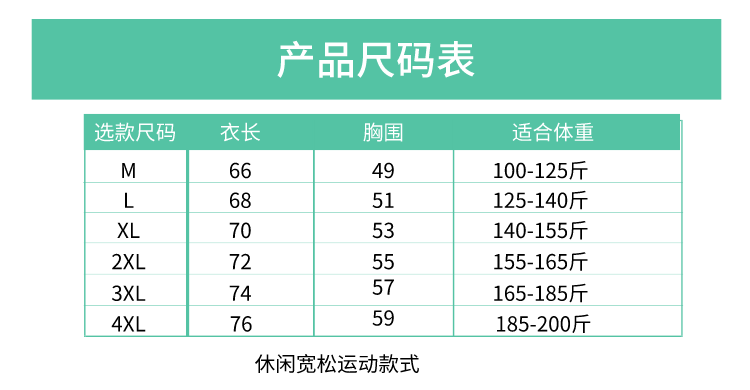 产品尺码表
选款尺码 衣长 胸围 适合体重
M 66 49 100-125斤
L 68 51 125-140斤
XL 70 53 140-155斤
2XL 72 55 155-165斤
3XL 74 57 165-185斤
4XL 76 59 185-200斤
休闲宽松运动款式